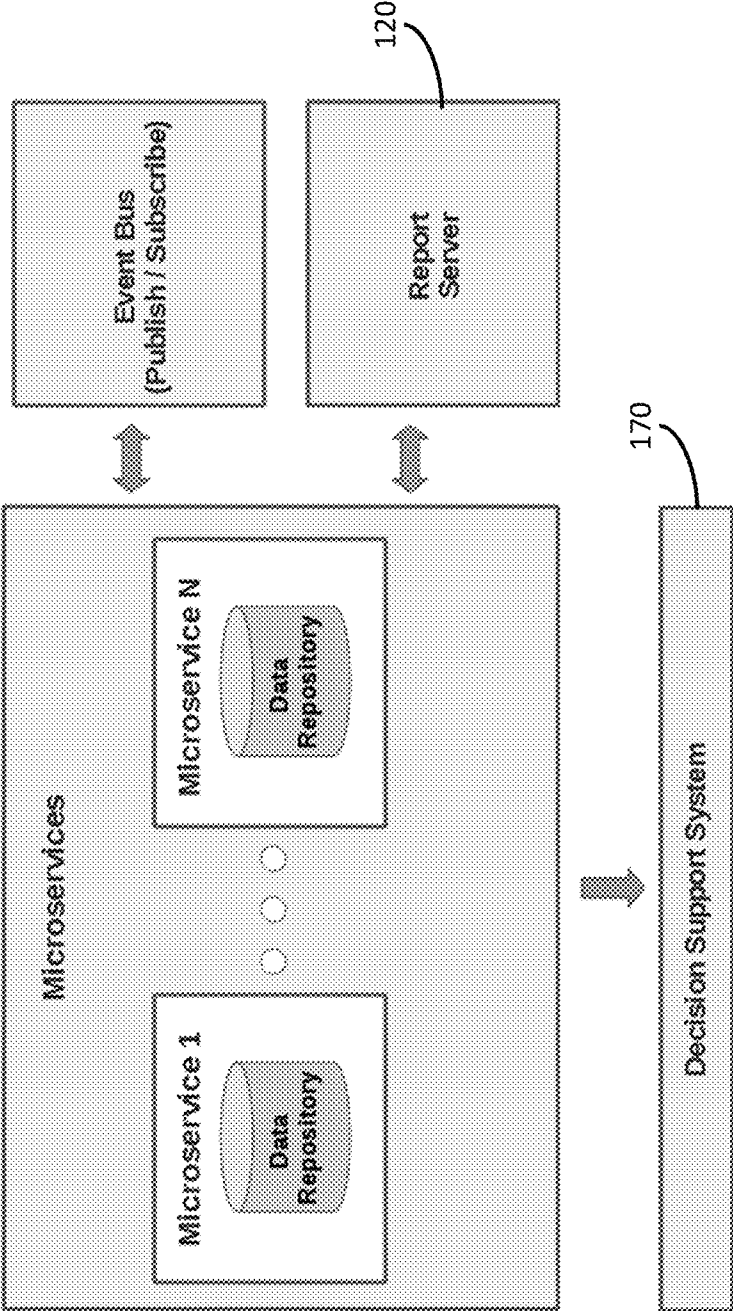 Microservices
Microservice 1
Data
Repository
Microservice N
Data
Repository
Event Bus
(Publish / Subscribe)
Report
Server
120
Decision Support System
170